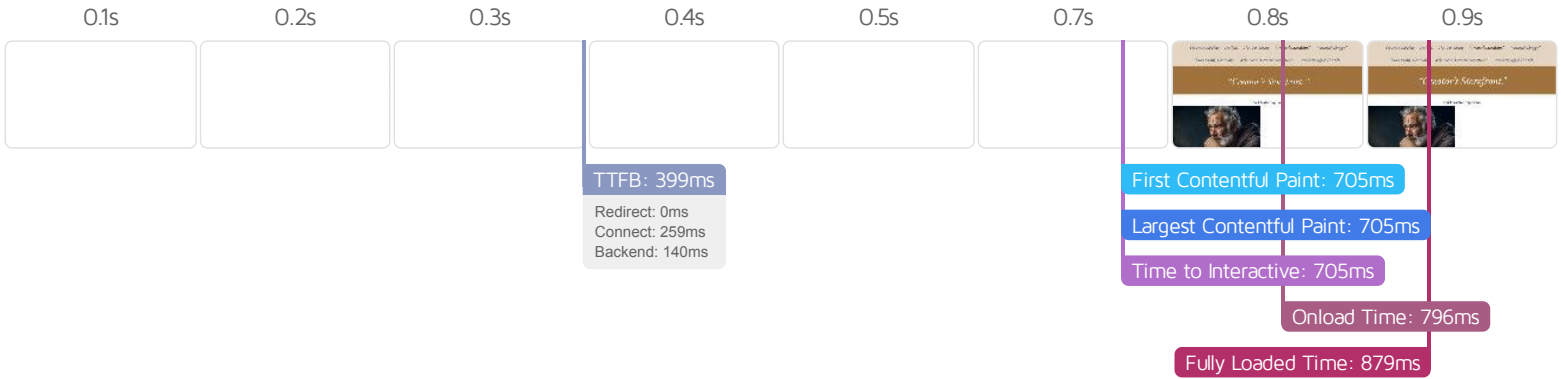 0.1s 0.2s 0.3s 0.4s 0.5s 0.7s 0.8s 0.9s
"Creator's Storefront."
TTFB: 399ms
Redirect: 0ms
Connect: 259ms
Backend: 140ms
First Contentful Paint: 705ms
Largest Contentful Paint: 705ms
Time to Interactive: 705ms
Onload Time: 796ms
Fully Loaded Time: 879ms